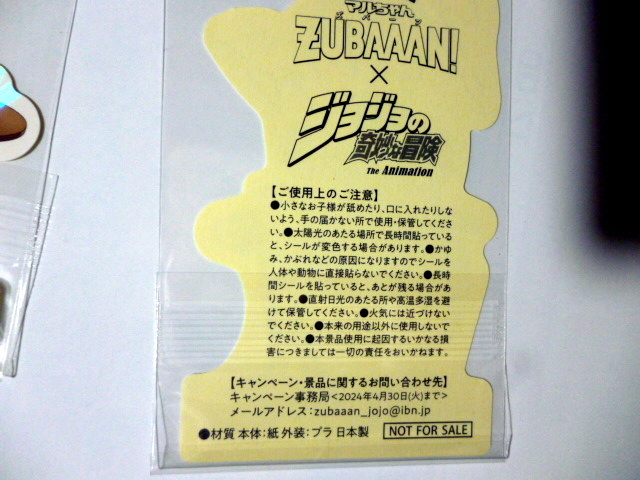 マルちゃん
ズバーン
ZUBAAAN!
×
ジョジョの
奇妙な冒険
The Animation
【ご使用上のご注意】
●小さなお子様が舐めたり、口に入れたりしな
いよう、手の届かない所で使用・保管してくださ
い。●太陽光のあたる場所で長時間貼っている
と、シールが変色する場合があります。●かゆ
み、かぶれなどの原因になりますのでシールを
人体や動物に直接貼らないでください。●長時
間シールを貼っていると、あとが残る場合があ
ります。●直射日光のあたる所や高温多湿を避
けて保管してください。●火気には近づけない
でください。●本来の用途以外に使用しないで
ください。●本景品使用に起因するいかなる損
害につきましては一切の責任をおいかねます。
【キャンペーン・景品に関するお問い合わせ先】
キャンペーン事務局<2024年4月30日(火)まで>
メールアドレス:zubaaan_jojo@ibn.jp
●材質 本体:紙 外装:プラ 日本製 NOT FOR SALE